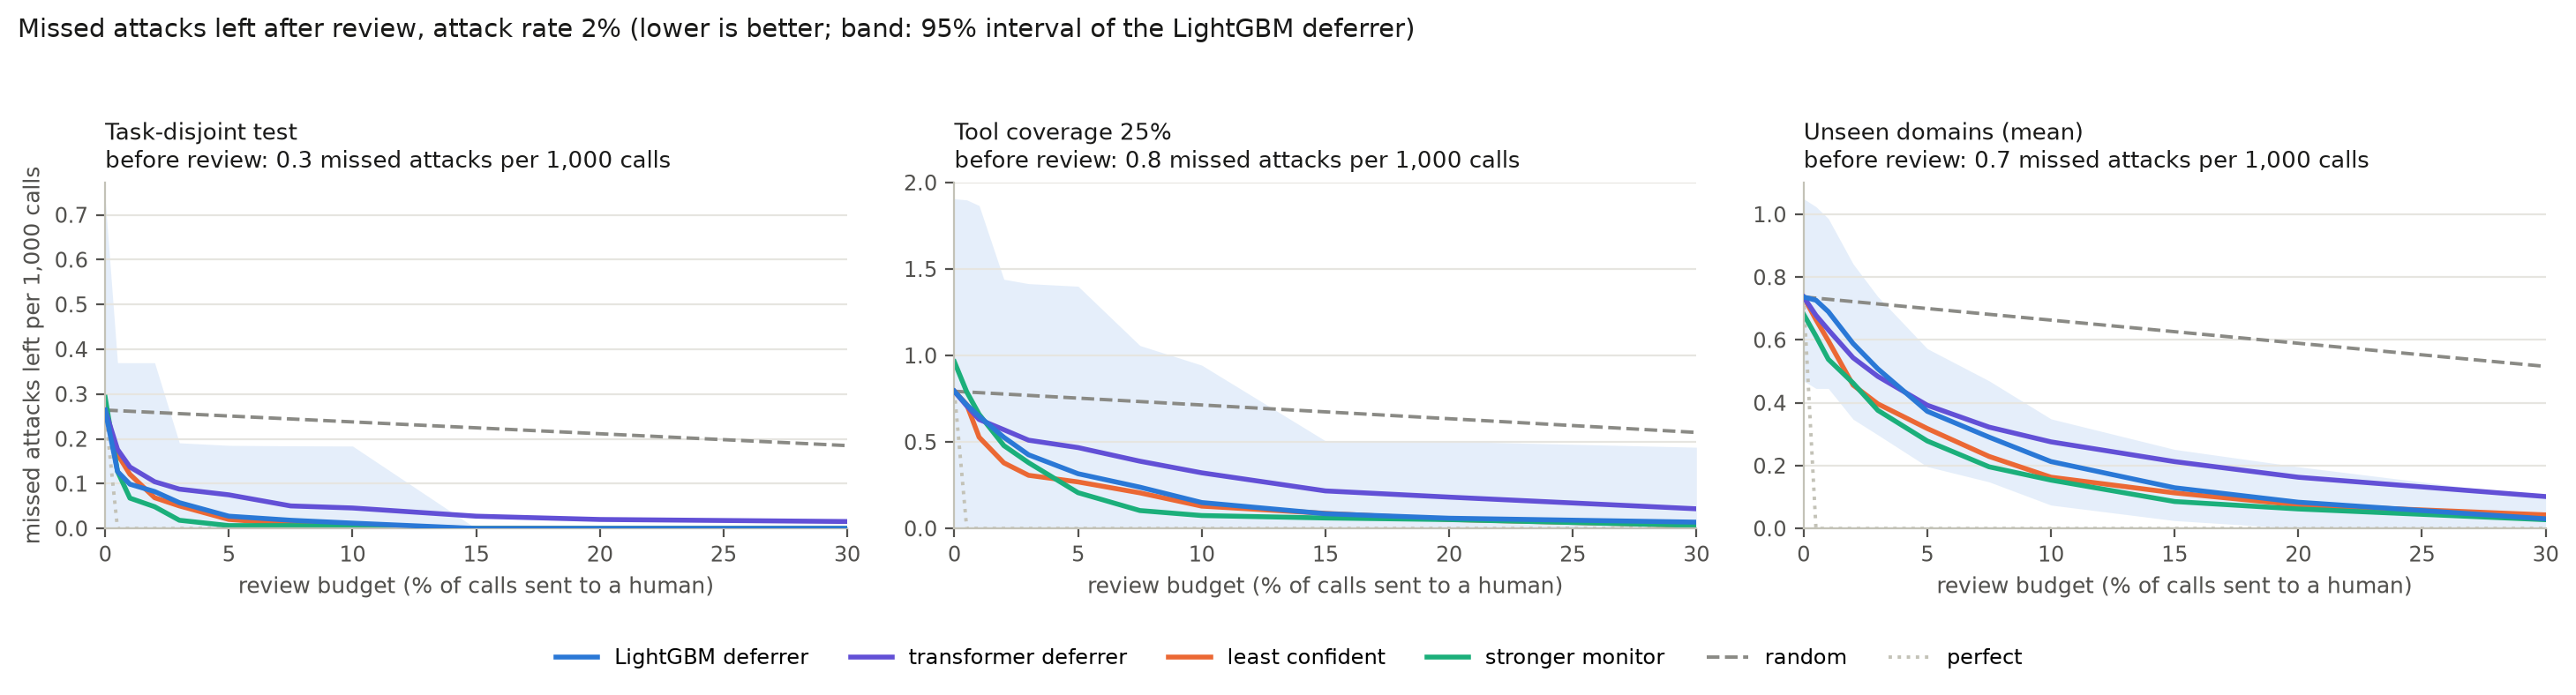 Missed attacks left after review, attack rate 2% (lower is better; band: 95% interval of the LightGBM deferrer)
Task-disjoint test
before review: 0.3 missed attacks per 1,000 calls
missed attacks left per 1,000 calls
0.7
0.6
0.5
0.4
0.3
0.2
0.1
0.0
0 5 10 15 20 25 30
review budget (% of calls sent to a human)
Tool coverage 25%
before review: 0.8 missed attacks per 1,000 calls
2.0
1.5
1.0
0.5
0.0
0 5 10 15 20 25 30
review budget (% of calls sent to a human)
Unseen domains (mean)
before review: 0.7 missed attacks per 1,000 calls
1.0
0.8
0.6
0.4
0.2
0.0
0 5 10 15 20 25 30
review budget (% of calls sent to a human)
LightGBM deferrer transformer deferrer least confident stronger monitor random perfect